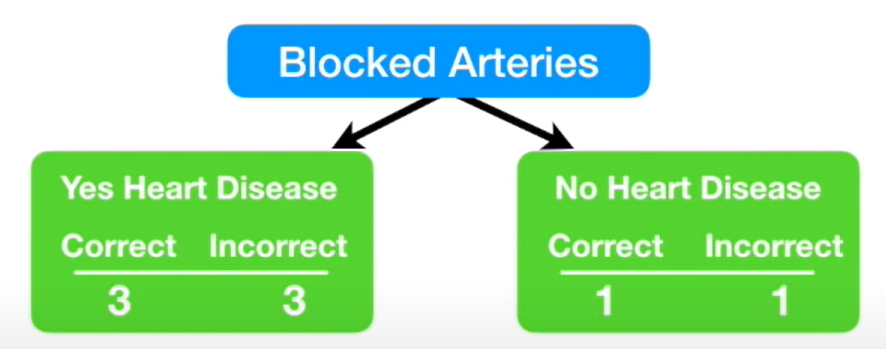 Blocked Arteries
Yes Heart Disease
Correct Incorrect
3 3
No Heart Disease
Correct Incorrect
1 1